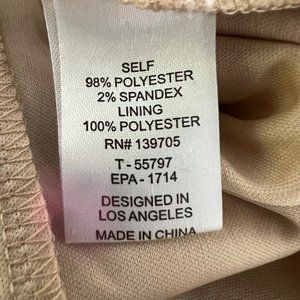 SELF
98% POLYESTER
2% SPANDEX
LINING
100% POLYESTER
RN# 139705
T - 55797
EPA - 1714
DESIGNED IN
LOS ANGELES
MADE IN CHINA